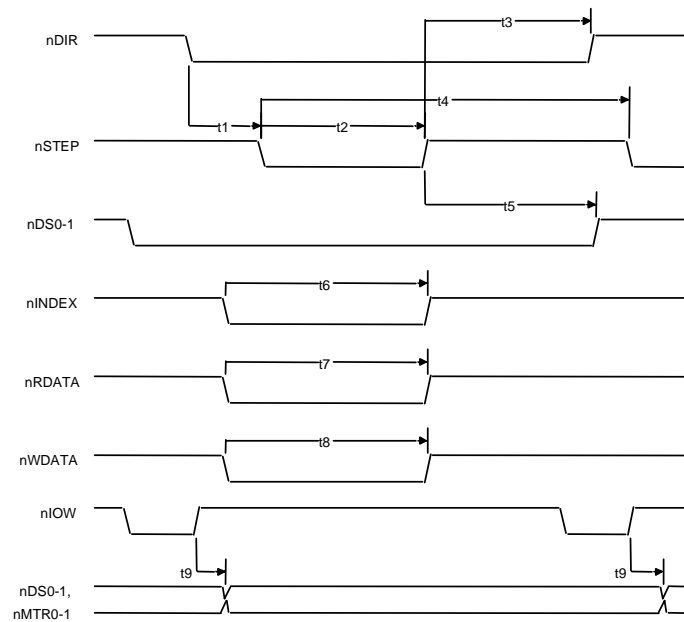 nDIR
t3
t4
t1
t2
nSTEP
t5
nDS0-1
t6
nINDEX
t7
nRDATA
t8
nWDATA
nIOW
t9
t9
nDS0-1,
nMTR0-1